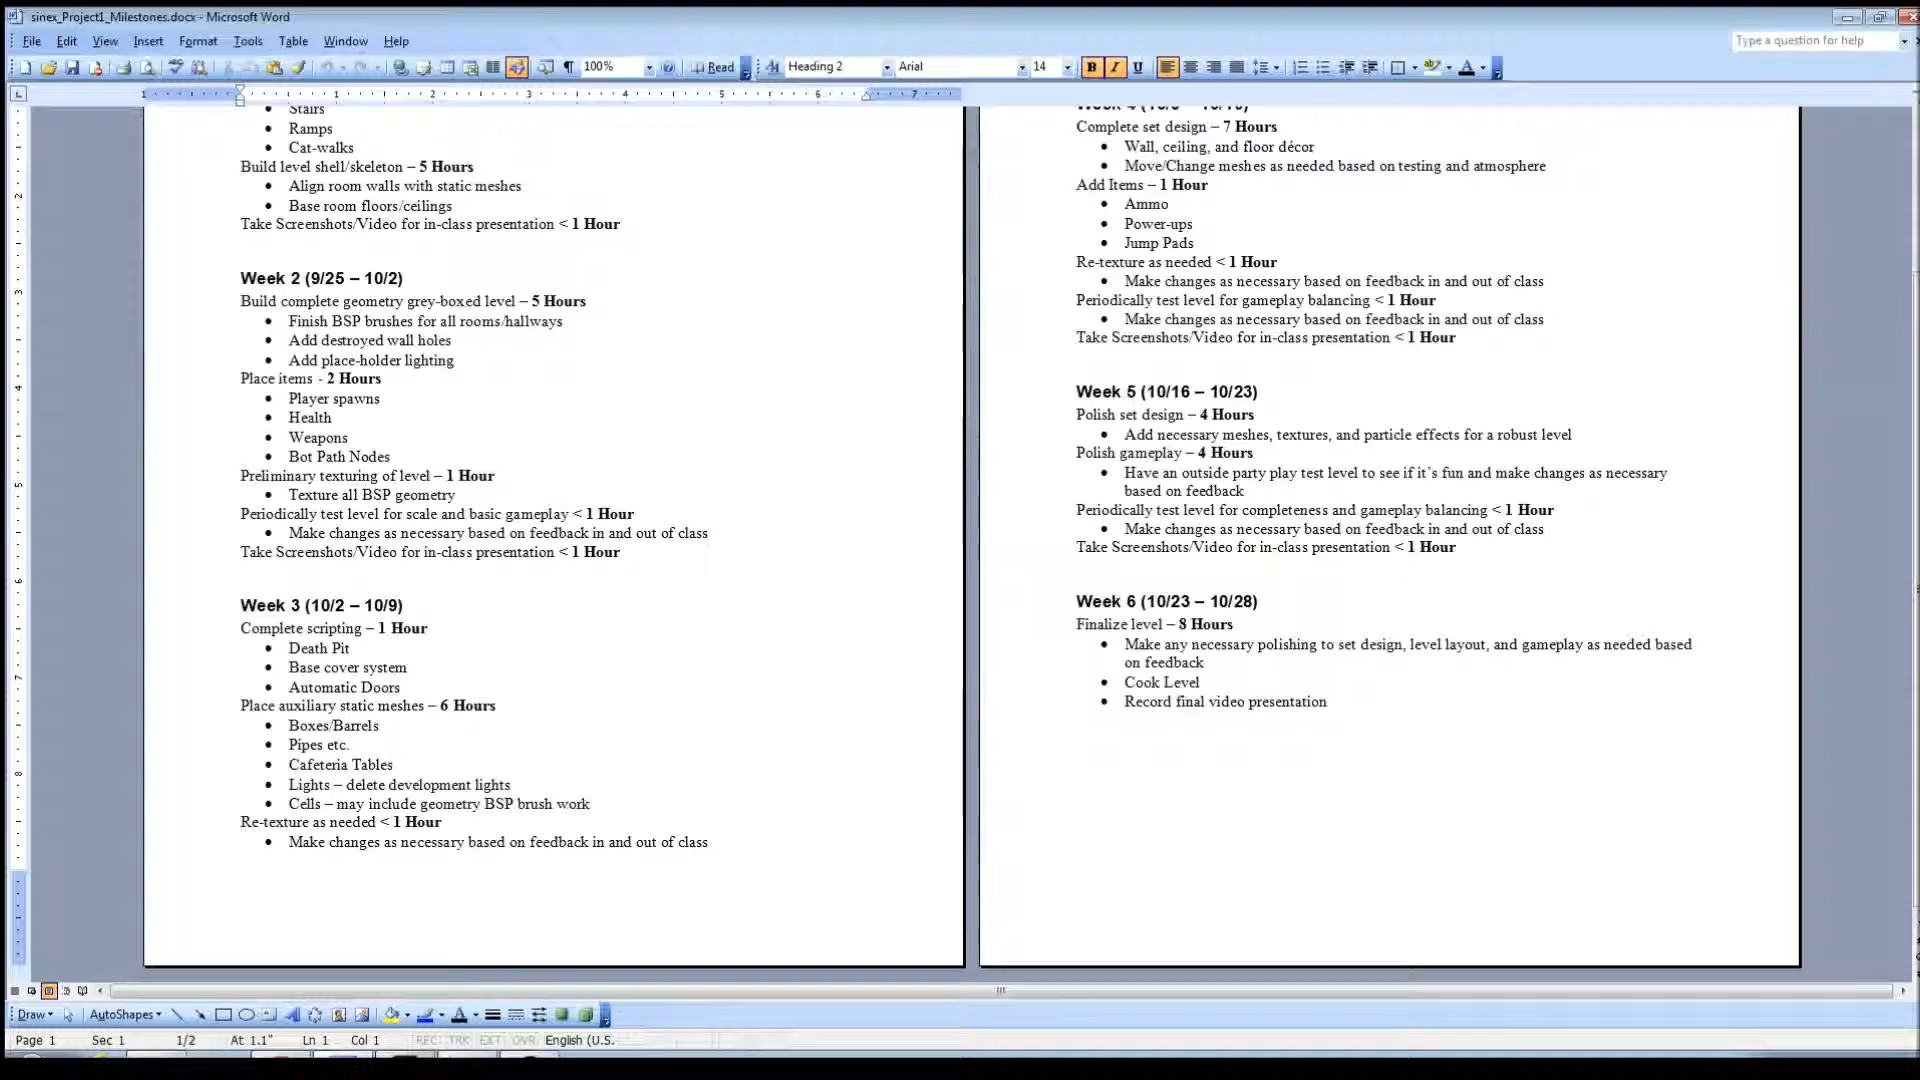 sinex_Project1_Milestones.docx - Microsoft Word
File Edit View Insert Format Tools Table Window Help
Type a question for help
100% Read Heading 2 Arial 14 B I U
1 1 2 3 4 5 6 7
Stairs
Ramps
Cat-walks
Build level shell/skeleton – 5 Hours
Align room walls with static meshes
Base room floors/ceilings
Take Screenshots/Video for in-class presentation < 1 Hour
Week 2 (9/25 – 10/2)
Build complete geometry grey-boxed level – 5 Hours
Finish BSP brushes for all rooms/hallways
Add destroyed wall holes
Add place-holder lighting
Place items - 2 Hours
Player spawns
Health
Weapons
Bot Path Nodes
Preliminary texturing of level – 1 Hour
Texture all BSP geometry
Periodically test level for scale and basic gameplay < 1 Hour
Make changes as necessary based on feedback in and out of class
Take Screenshots/Video for in-class presentation < 1 Hour
Week 3 (10/2 – 10/9)
Complete scripting – 1 Hour
Death Pit
Base cover system
Automatic Doors
Place auxiliary static meshes – 6 Hours
Boxes/Barrels
Pipes etc.
Cafeteria Tables
Lights – delete development lights
Cells – may include geometry BSP brush work
Re-texture as needed < 1 Hour
Make changes as necessary based on feedback in and out of class
Complete set design – 7 Hours
Wall, ceiling, and floor décor
Move/Change meshes as needed based on testing and atmosphere
Add Items – 1 Hour
Ammo
Power-ups
Jump Pads
Re-texture as needed < 1 Hour
Make changes as necessary based on feedback in and out of class
Periodically test level for gameplay balancing < 1 Hour
Make changes as necessary based on feedback in and out of class
Take Screenshots/Video for in-class presentation < 1 Hour
Week 5 (10/16 – 10/23)
Polish set design – 4 Hours
Add necessary meshes, textures, and particle effects for a robust level
Polish gameplay – 4 Hours
Have an outside party play test level to see if it’s fun and make changes as necessary
based on feedback
Periodically test level for completeness and gameplay balancing < 1 Hour
Make changes as necessary based on feedback in and out of class
Take Screenshots/Video for in-class presentation < 1 Hour
Week 6 (10/23 – 10/28)
Finalize level – 8 Hours
Make any necessary polishing to set design, level layout, and gameplay as needed based
on feedback
Cook Level
Record final video presentation
Draw AutoShapes
Page 1 Sec 1 1/2 At 1.1" Ln 1 Col 1 REC TRK EXT OVR English (U.S.